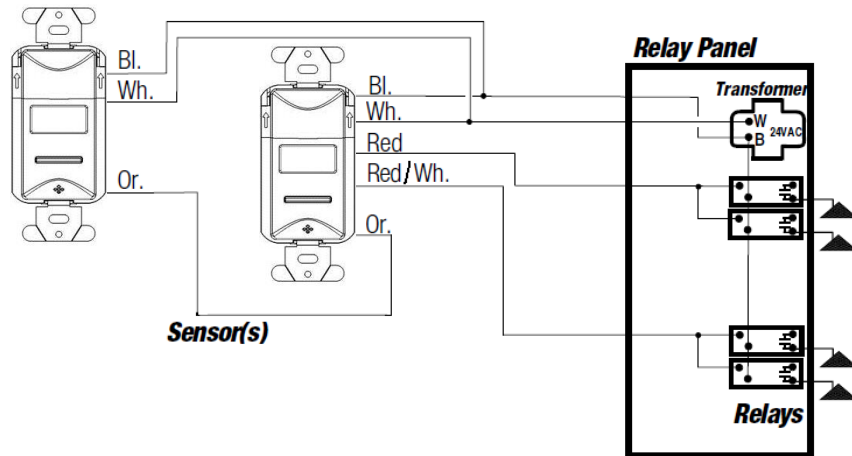 Bl.
Wh.
Or.
Bl.
Wh.
Red
Red/Wh.
Or.
Sensor(s)
Relay Panel
Transformer
W
24VAC
B
Relays